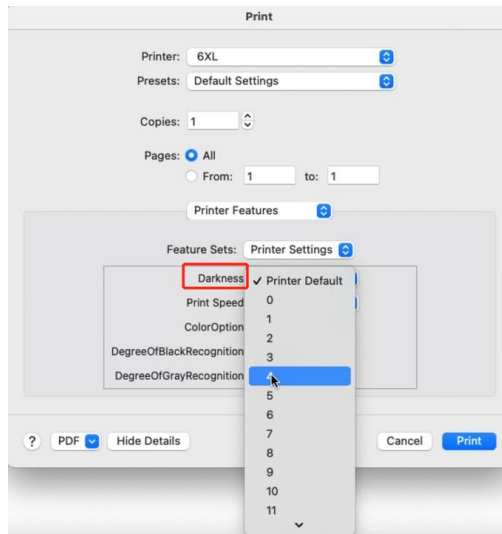 Print
Printer: 6XL
Presets: Default Settings
Copies: 1
Pages: All
From: 1 to: 1
Printer Features
Feature Sets: Printer Settings
Darkness ✓ Printer Default
Print Speed 0
1
ColorOption
2
DegreeOfBlackRecognition 3
DegreeOfGrayRecognition
5
6
? PDF Hide Details 7 Cancel Print
8
9
10
11